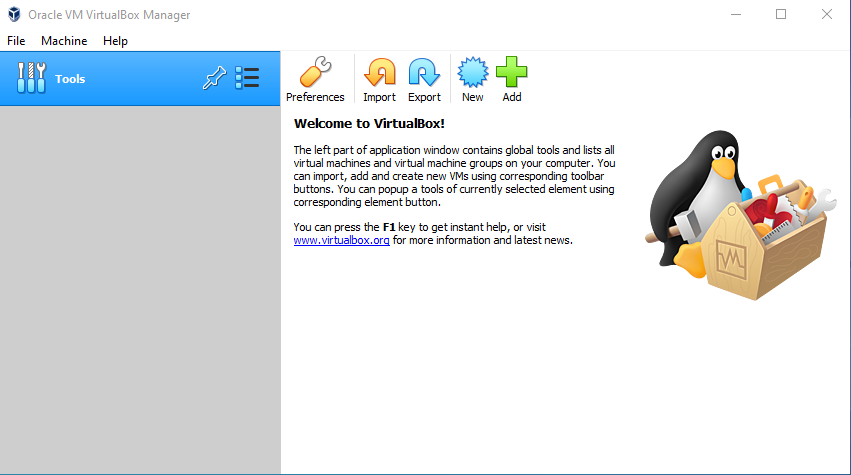 Oracle VM VirtualBox Manager
File Machine Help
Tools
Preferences Import Export New Add
Welcome to VirtualBox!
The left part of application window contains global tools and lists all
virtual machines and virtual machine groups on your computer. You
can import, add and create new VMs using corresponding toolbar
buttons. You can popup a tools of currently selected element using
corresponding element button.
You can press the F1 key to get instant help, or visit
www.virtualbox.org for more information and latest news.